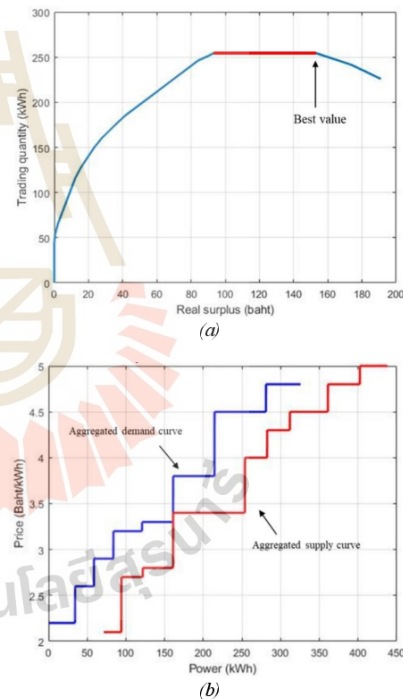 300
250
200
150
100
50
0
Trading quantity (kWh)
Best value
0 20 40 60 80 100 120 140 160 180 200
Real surplus (baht)
(a)
5
4.5
4
3.5
3
2.5
2
Price (Baht/kWh)
Aggregated demand curve
Aggregated supply curve
0 50 100 150 200 250 300 350 400 450
Power (kWh)
(b)